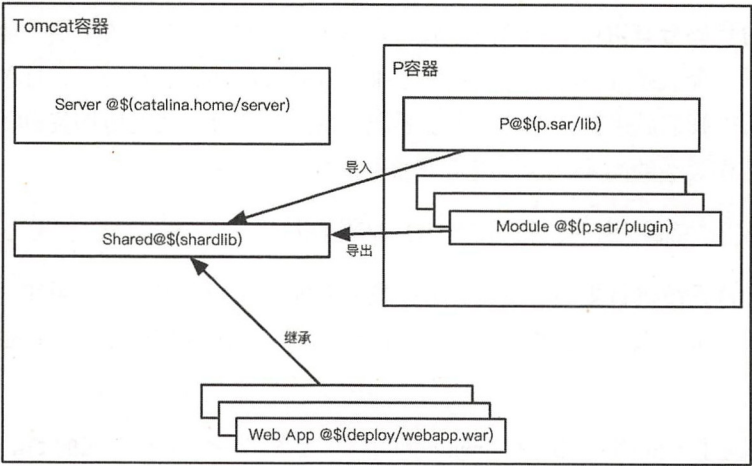 Tomcat容器
P容器
Server @$(catalina.home/server)
P@$(p.sar/lib)
导入
Module @$(p.sar/plugin)
Shared@$(shardlib)
导出
继承
Web App @$(deploy/webapp.war)